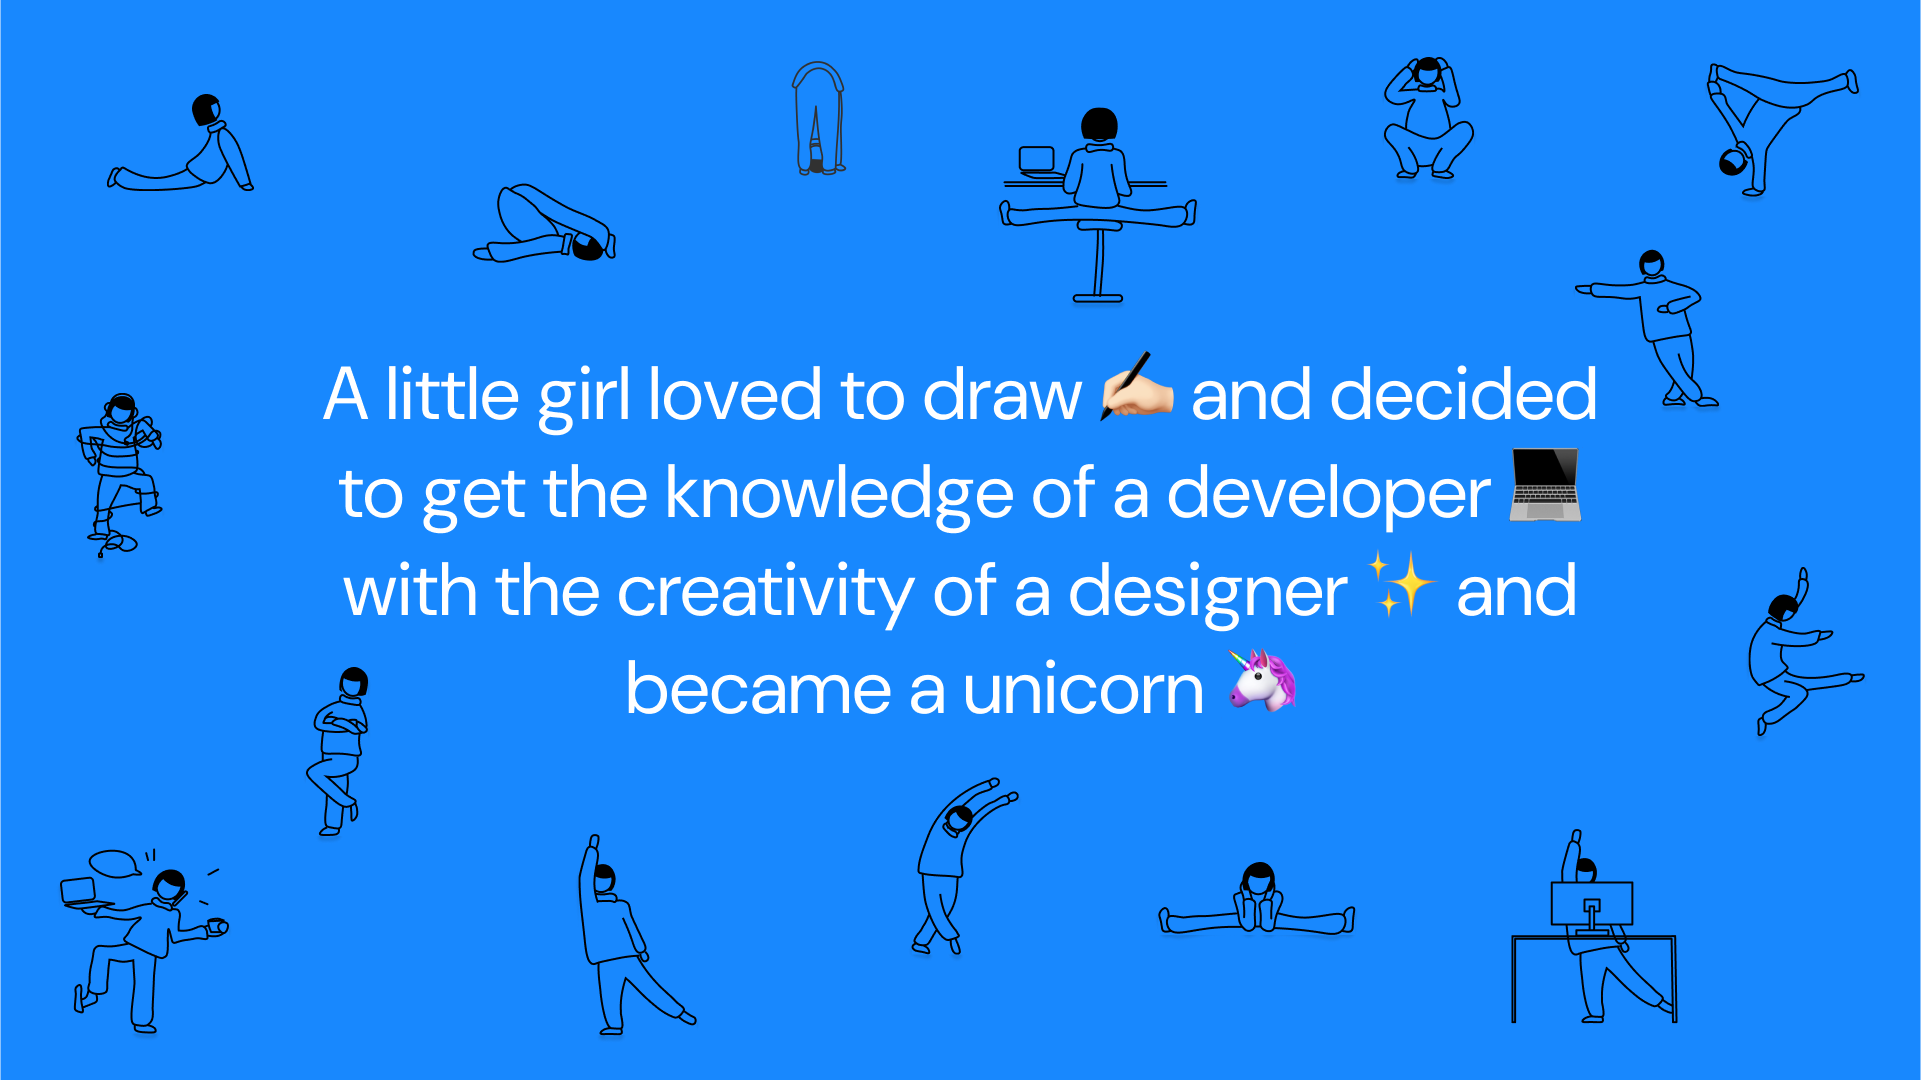 A little girl loved to draw ✍🏻 and decided
to get the knowledge of a developer 💻
with the creativity of a designer ✨ and
became a unicorn 🦄